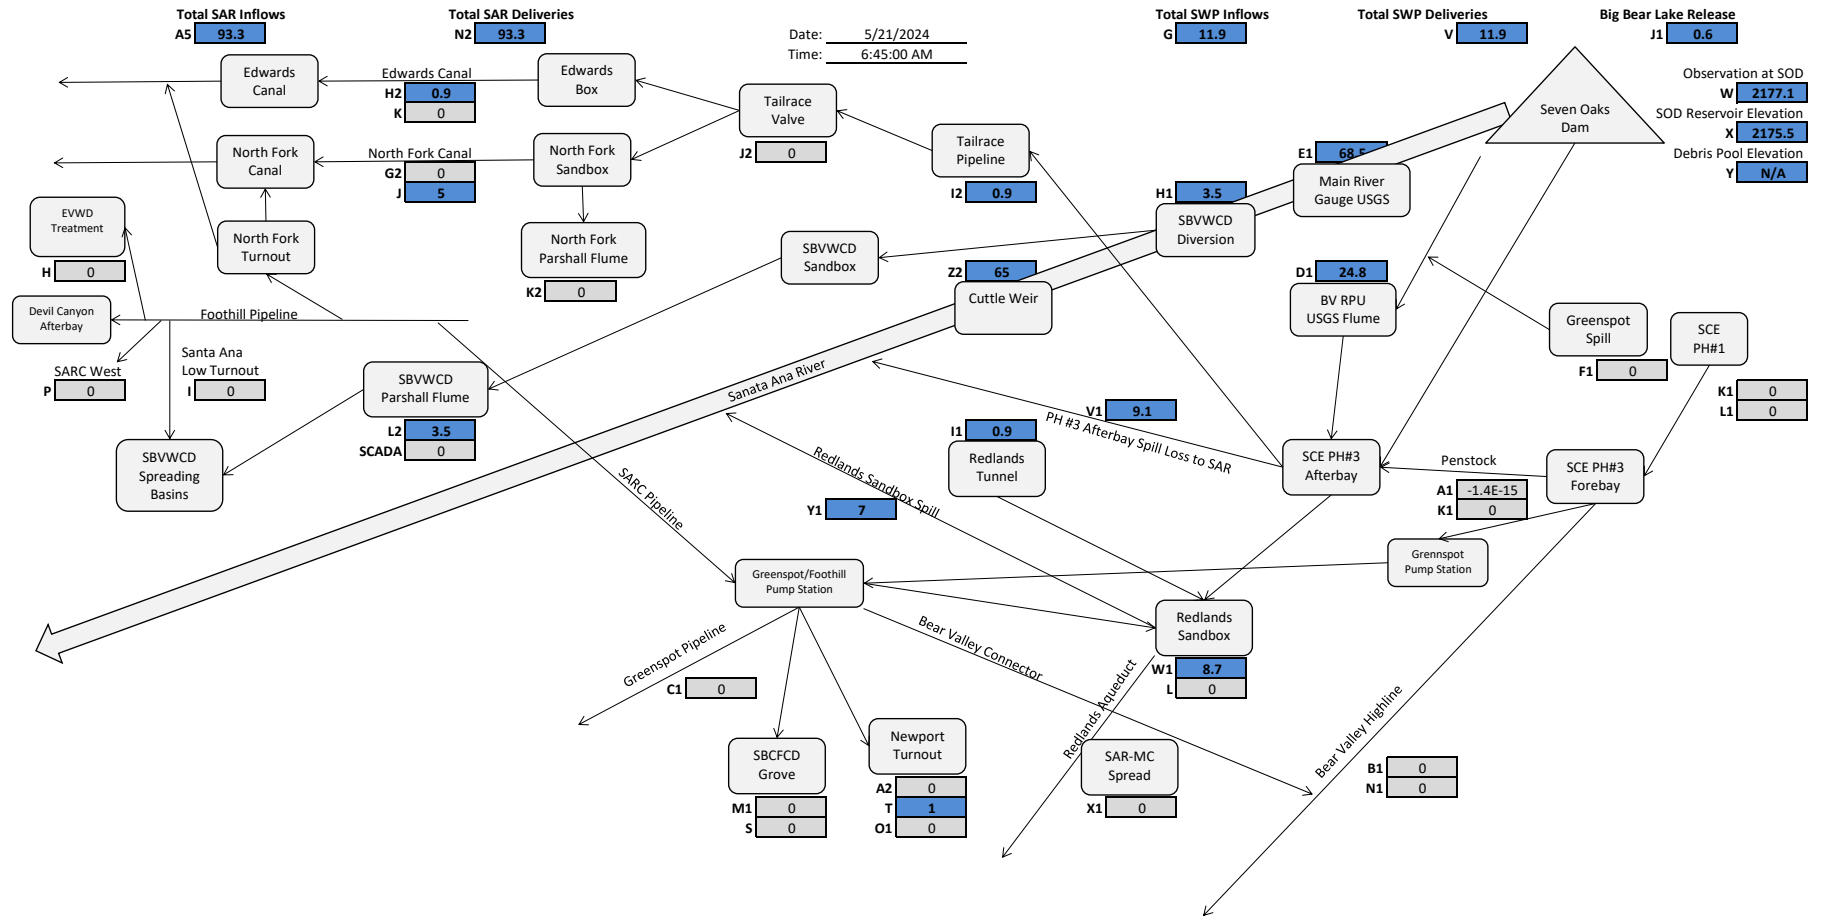 Total SAR Inflows
A5 93.3
Total SAR Deliveries
N2 93.3
Date: 5/21/2024
Time: 6:45:00 AM
Total SWP Inflows
G 11.9
Total SWP Deliveries
V 11.9
Big Bear Lake Release
J1 0.6
Observation at SOD
W 2177.1
SOD Reservoir Elevation
X 2175.5
Debris Pool Elevation
Y N/A
Seven Oaks
Dam
Edwards
Canal
Edwards Canal
H2 0.9
K 0
Edwards
Box
Tailrace
Valve
J2 0
Tailrace
Pipeline
I2 0.9
North Fork
Canal
North Fork Canal
G2 0
J 5
North Fork
Sandbox
E1 68.5
Main River
Gauge USGS
H1 3.5
SBVWCD
Diversion
EVWD
Treatment
H 0
North Fork
Turnout
North Fork
Parshall Flume
K2 0
SBVWCD
Sandbox
Z2 65
Cuttle Weir
D1 24.8
BV RPU
USGS Flume
Greenspot
Spill
F1 0
SCE
PH#1
K1 0
L1 0
Devil Canyon
Afterbay
Foothill Pipeline
SARC West
P 0
Santa Ana
Low Turnout
I 0
SBVWCD
Parshall Flume
L2 3.5
SCADA 0
Sanata Ana River
V1 9.1
PH #3 Afterbay Spill Loss to SAR
I1 0.9
Redlands
Tunnel
SCE PH#3
Afterbay
Penstock
A1 -1.4E-15
K1 0
SCE PH#3
Forebay
SBVWCD
Spreading
Basins
SARC Pipeline
Redlands Sandbox Spill
Y1 7
Grennspot
Pump Station
Greenspot/Foothill
Pump Station
Redlands
Sandbox
W1 8.7
L 0
Greenspot Pipeline
C1 0
Bear Valley Connector
Redlands Aqueduct
Bear Valley Highline
SBCFCD
Grove
M1 0
S 0
Newport
Turnout
A2 0
T 1
O1 0
SAR-MC
Spread
X1 0
B1 0
N1 0